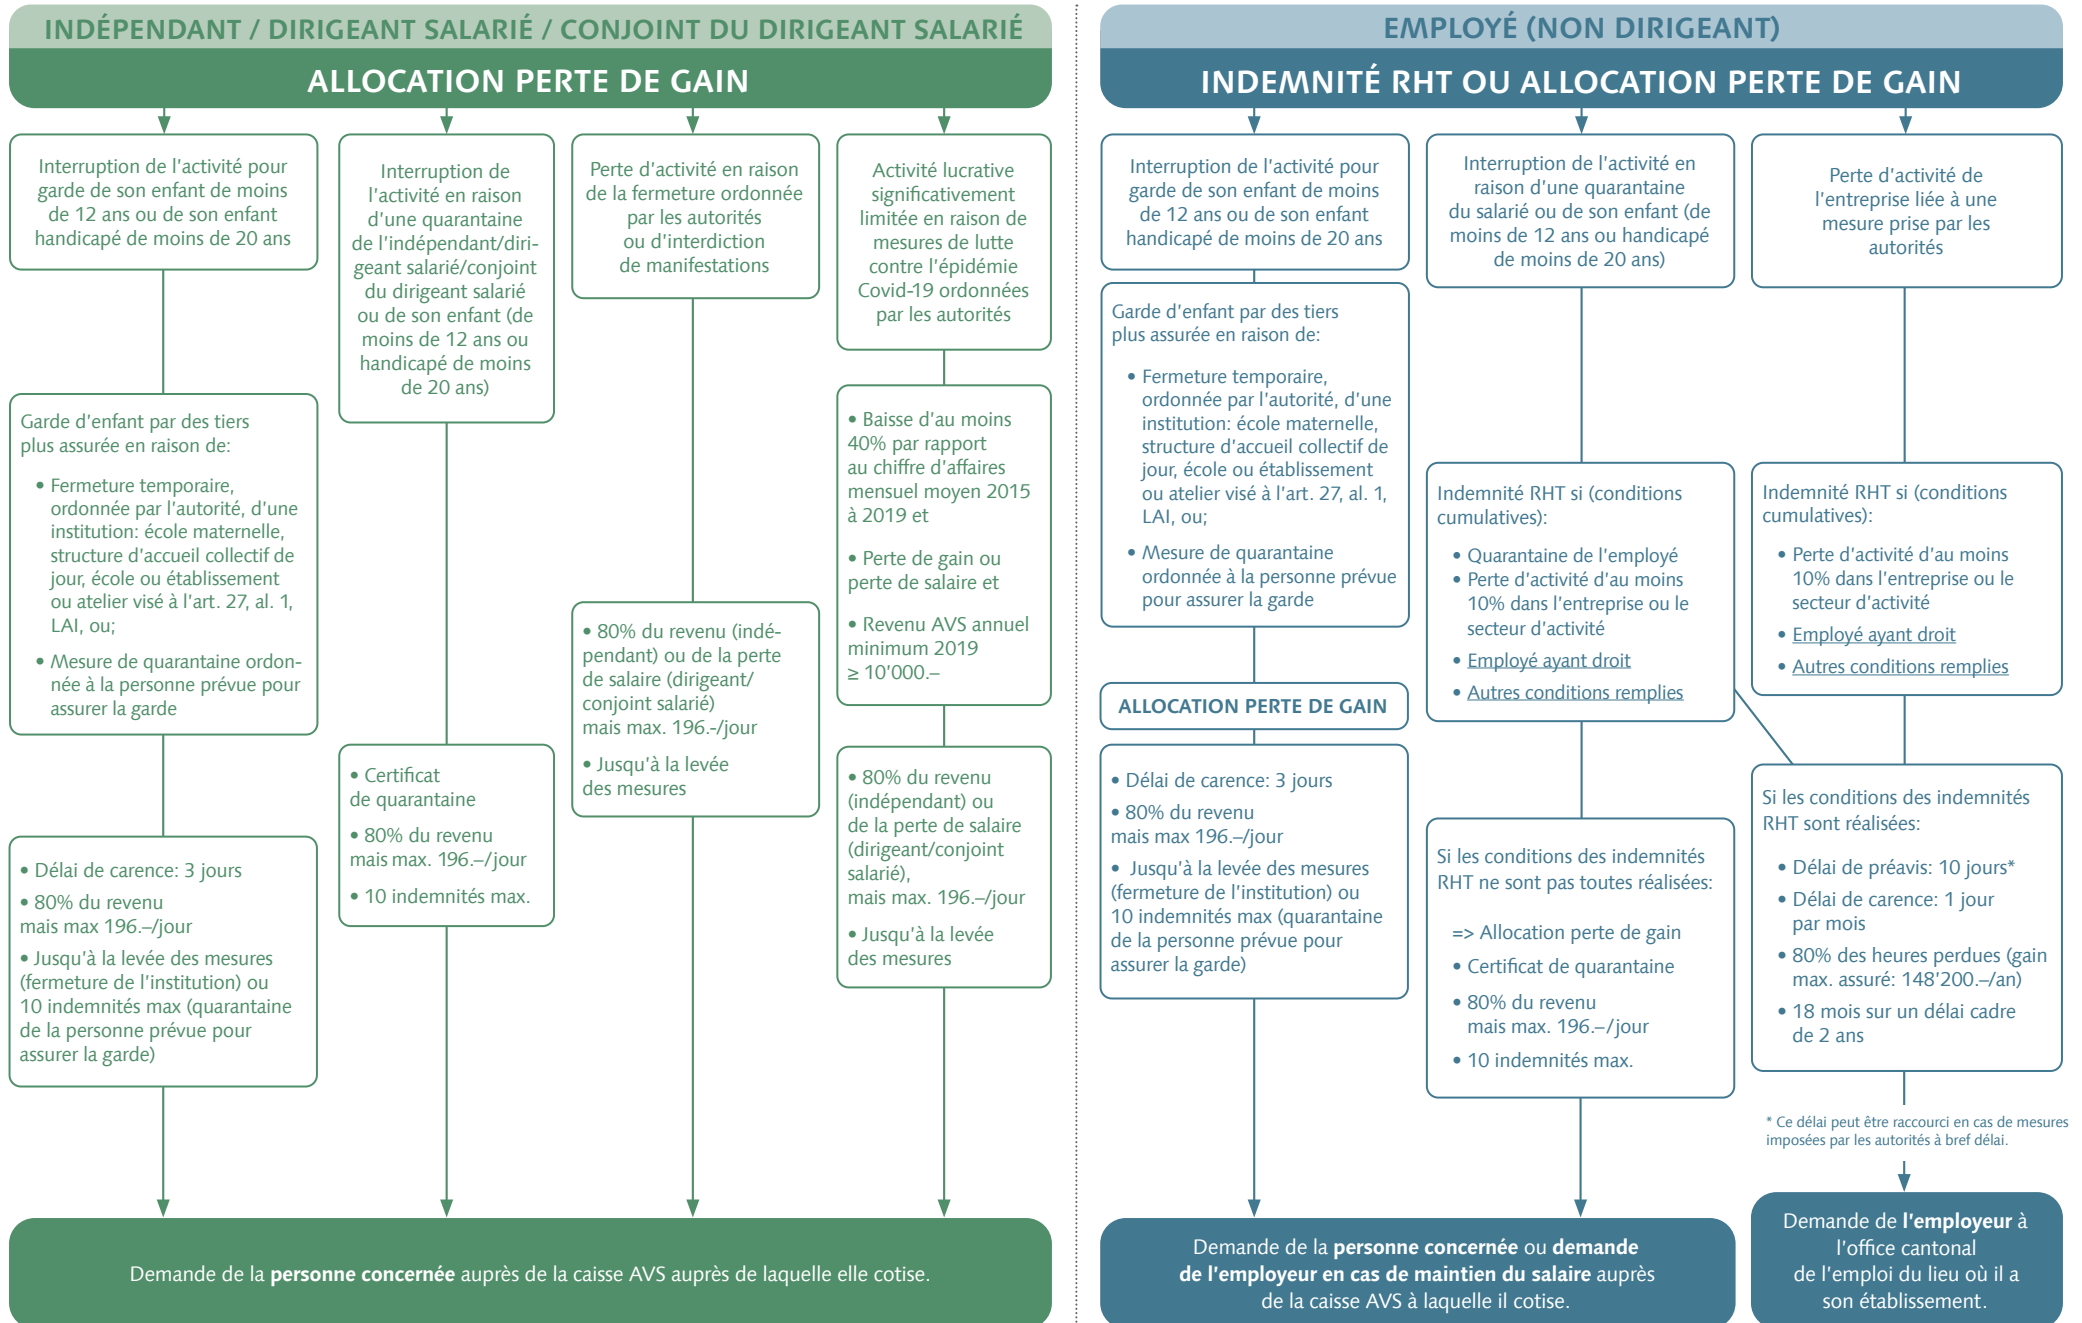 INDÉPENDANT / DIRIGEANT SALARIÉ / CONJOINT DU DIRIGEANT SALARIÉ
ALLOCATION PERTE DE GAIN
Interruption de l'activité pour
garde de son enfant de moins
de 12 ans ou de son enfant
handicapé de moins de 20 ans
Garde d'enfant par des tiers
plus assurée en raison de:
• Fermeture temporaire,
ordonnée par l'autorité, d'une
institution: école maternelle,
structure d'accueil collectif de
jour, école ou établissement
ou atelier visé à l'art. 27, al. 1,
LAI, ou;
• Mesure de quarantaine ordon-
née à la personne prévue pour
assurer la garde
• Délai de carence: 3 jours
• 80% du revenu
mais max 196.–/jour
• Jusqu'à la levée des mesures
(fermeture de l'institution) ou
10 indemnités max (quarantaine
de la personne prévue pour
assurer la garde)
Interruption de
l'activité en raison
d'une quarantaine
de l'indépendant/diri-
geant salarié/conjoint
du dirigeant salarié
ou de son enfant (de
moins de 12 ans ou
handicapé de moins
de 20 ans)
• Certificat
de quarantaine
• 80% du revenu
mais max. 196.–/jour
• 10 indemnités max.
Perte d'activité en raison
de la fermeture ordonnée
par les autorités
ou d'interdiction
de manifestations
• 80% du revenu (indé-
pendant) ou de la perte
de salaire (dirigeant/
conjoint salarié)
mais max. 196.-/jour
• Jusqu'à la levée
des mesures
Activité lucrative
significativement
limitée en raison de
mesures de lutte
contre l'épidémie
Covid-19 ordonnées
par les autorités
• Baisse d'au moins
40% par rapport
au chiffre d'affaires
mensuel moyen 2015
à 2019 et
• Perte de gain ou
perte de salaire et
• Revenu AVS annuel
minimum 2019
≥ 10'000.–
• 80% du revenu
(indépendant) ou
de la perte de salaire
(dirigeant/conjoint
salarié),
mais max. 196.–/jour
• Jusqu'à la levée
des mesures
Demande de la personne concernée auprès de la caisse AVS auprès de laquelle elle cotise.
EMPLOYÉ (NON DIRIGEANT)
INDEMNITÉ RHT OU ALLOCATION PERTE DE GAIN
Interruption de l'activité pour
garde de son enfant de moins
de 12 ans ou de son enfant
handicapé de moins de 20 ans
Garde d'enfant par des tiers
plus assurée en raison de:
• Fermeture temporaire,
ordonnée par l'autorité, d'une
institution: école maternelle,
structure d'accueil collectif de
jour, école ou établissement
ou atelier visé à l'art. 27, al. 1,
LAI, ou;
• Mesure de quarantaine
ordonnée à la personne prévue
pour assurer la garde
ALLOCATION PERTE DE GAIN
• Délai de carence: 3 jours
• 80% du revenu
mais max 196.–/jour
• Jusqu'à la levée des mesures
(fermeture de l'institution) ou
10 indemnités max (quarantaine
de la personne prévue pour
assurer la garde)
Interruption de l'activité en
raison d'une quarantaine
du salarié ou de son enfant (de
moins de 12 ans ou handicapé
de moins de 20 ans)
Indemnité RHT si (conditions
cumulatives):
• Quarantaine de l'employé
• Perte d'activité d'au moins
10% dans l'entreprise ou le
secteur d'activité
• Employé ayant droit
• Autres conditions remplies
Si les conditions des indemnités
RHT ne sont pas toutes réalisées:
=> Allocation perte de gain
• Certificat de quarantaine
• 80% du revenu
mais max. 196.–/jour
• 10 indemnités max.
Demande de la personne concernée ou demande
de l'employeur en cas de maintien du salaire auprès
de la caisse AVS à laquelle il cotise.
Perte d'activité de
l'entreprise liée à une
mesure prise par les
autorités
Indemnité RHT si (conditions
cumulatives):
• Perte d'activité d'au moins
10% dans l'entreprise ou le
secteur d'activité
• Employé ayant droit
• Autres conditions remplies
Si les conditions des indemnités
RHT sont réalisées:
• Délai de préavis: 10 jours*
• Délai de carence: 1 jour
par mois
• 80% des heures perdues (gain
max. assuré: 148'200.–/an)
• 18 mois sur un délai cadre
de 2 ans
* Ce délai peut être raccourci en cas de mesures
imposées par les autorités à bref délai.
Demande de l'employeur à
l'office cantonal
de l'emploi du lieu où il a
son établissement.